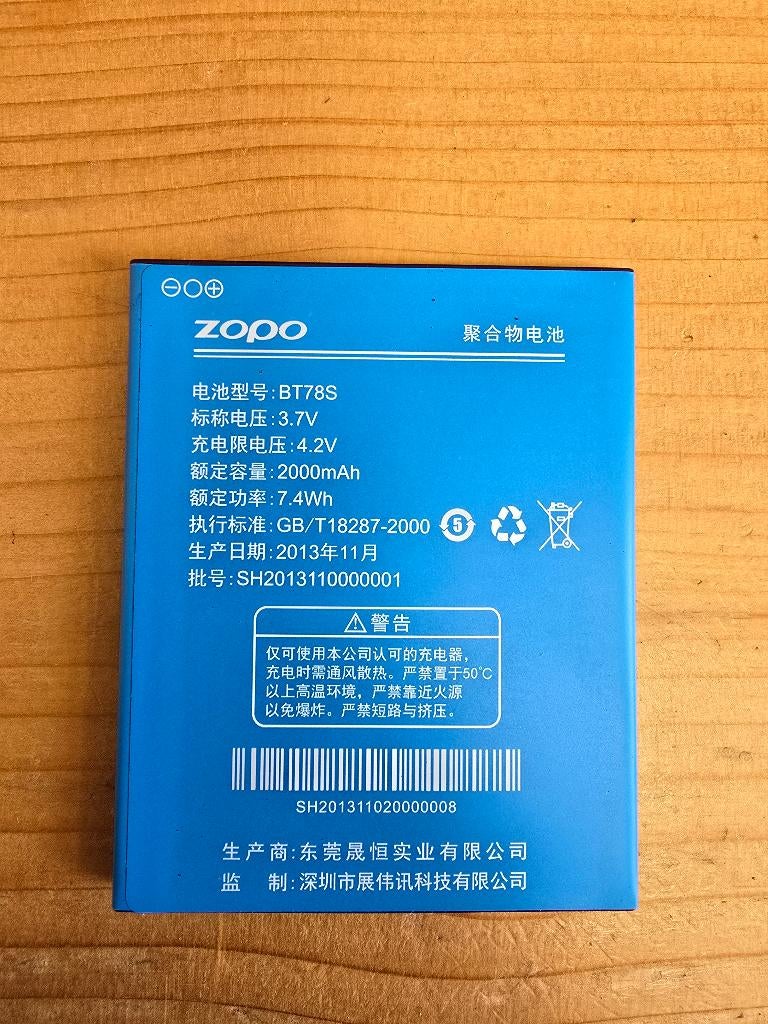 zopo 聚合物电池
电池型号:BT78S
标称电压:3.7V
充电限电压:4.2V
额定容量:2000mAh
额定功率:7.4Wh
执行标准:GB/T18287-2000 5
生产日期:2013年11月
批号:SH2013110000001
警告
仅可使用本公司认可的充电器，
充电时需通风散热。严禁置于50℃
以上高温环境，严禁靠近火源
以免爆炸。严禁短路与挤压。
SH201311020000008
生产商:东莞晟恒实业有限公司
监 制:深圳市展伟讯科技有限公司